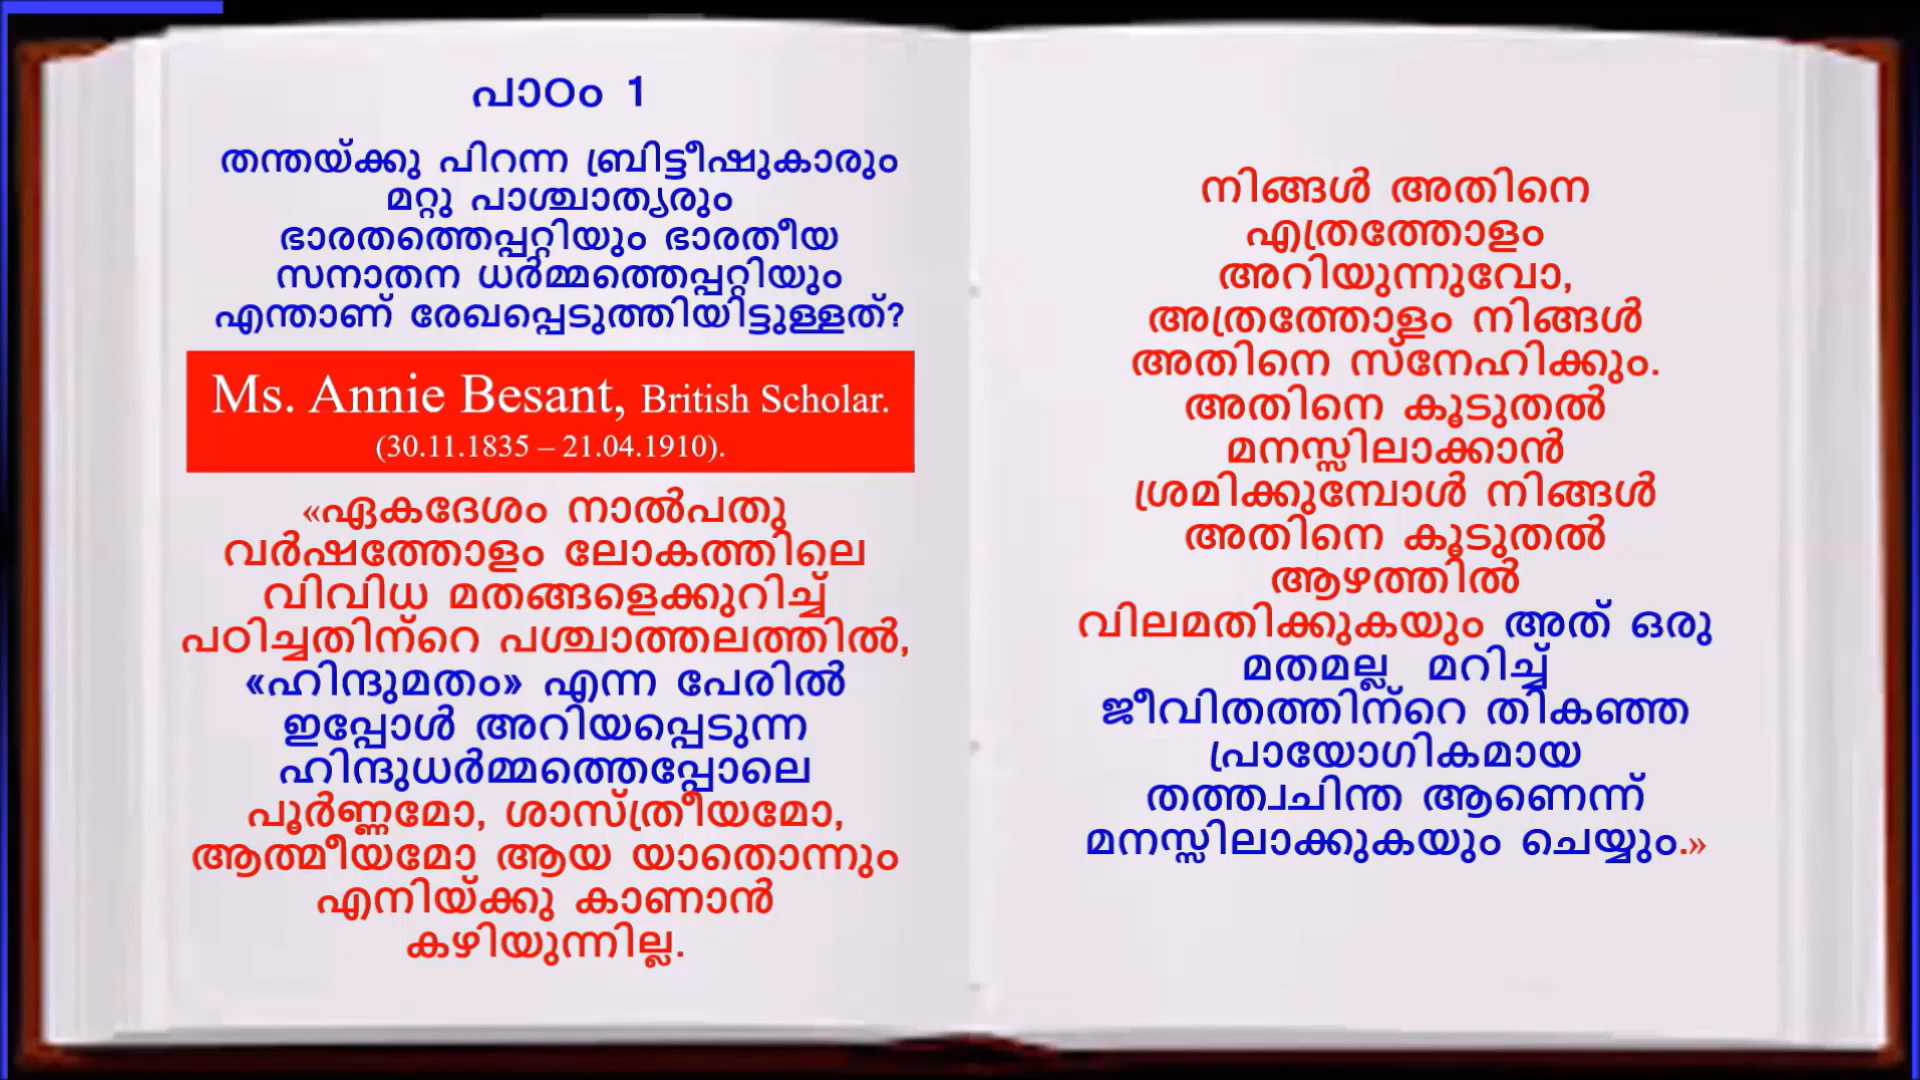 പാഠം 1
തന്തയ്ക്കു പിറന്ന ബ്രിട്ടീഷുകാരും
മറ്റു പാശ്ചാത്യരും
ഭാരതത്തെപ്പറ്റിയും ഭാരതീയ
സനാതന ധർമ്മത്തെപ്പറ്റിയും
എന്താണ് രേഖപ്പെടുത്തിയിട്ടുള്ളത്?
Ms. Annie Besant, British Scholar.
(30.11.1835 – 21.04.1910).
«ഏകദേശം നാൽപതു
വർഷത്തോളം ലോകത്തിലെ
വിവിധ മതങ്ങളെക്കുറിച്ച്
പഠിച്ചതിന്റെ പശ്ചാത്തലത്തിൽ,
«ഹിന്ദുമതം» എന്ന പേരിൽ
ഇപ്പോൾ അറിയപ്പെടുന്ന
ഹിന്ദുധർമ്മത്തെപ്പോലെ
പൂർണ്ണമോ, ശാസ്ത്രീയമോ,
ആത്മീയമോ ആയ യാതൊന്നും
എനിയ്ക്കു കാണാൻ
കഴിയുന്നില്ല.
നിങ്ങൾ അതിനെ
എത്രത്തോളം
അറിയുന്നുവോ,
അത്രത്തോളം നിങ്ങൾ
അതിനെ സ്നേഹിക്കും.
അതിനെ കൂടുതൽ
മനസ്സിലാക്കാൻ
ശ്രമിക്കുമ്പോൾ നിങ്ങൾ
അതിനെ കൂടുതൽ
ആഴത്തിൽ
വിലമതിക്കുകയും അത് ഒരു
മതമല്ല മറിച്ച്
ജീവിതത്തിന്റെ തികഞ്ഞ
പ്രായോഗികമായ
തത്ത്വചിന്ത ആണെന്ന്
മനസ്സിലാക്കുകയും ചെയ്യും.»